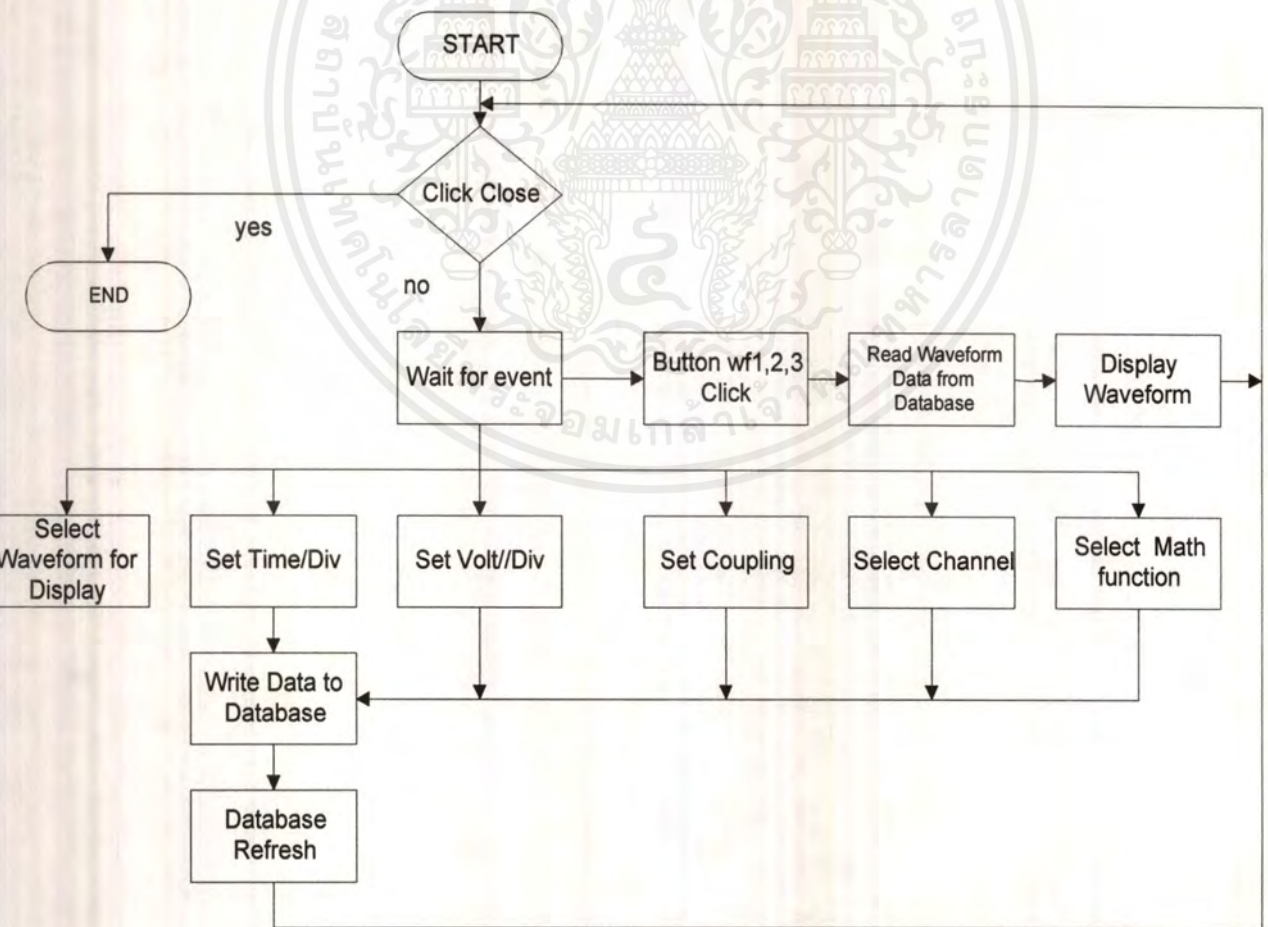 START
Click Close
yes
no
END
Wait for event
Button wf1,2,3
Click
Read Waveform
Data from
Database
Display
Waveform
Select
Waveform for
Display
Set Time/Div
Set Volt//Div
Set Coupling
Select Channel
Select Math
function
Write Data to
Database
Database
Refresh